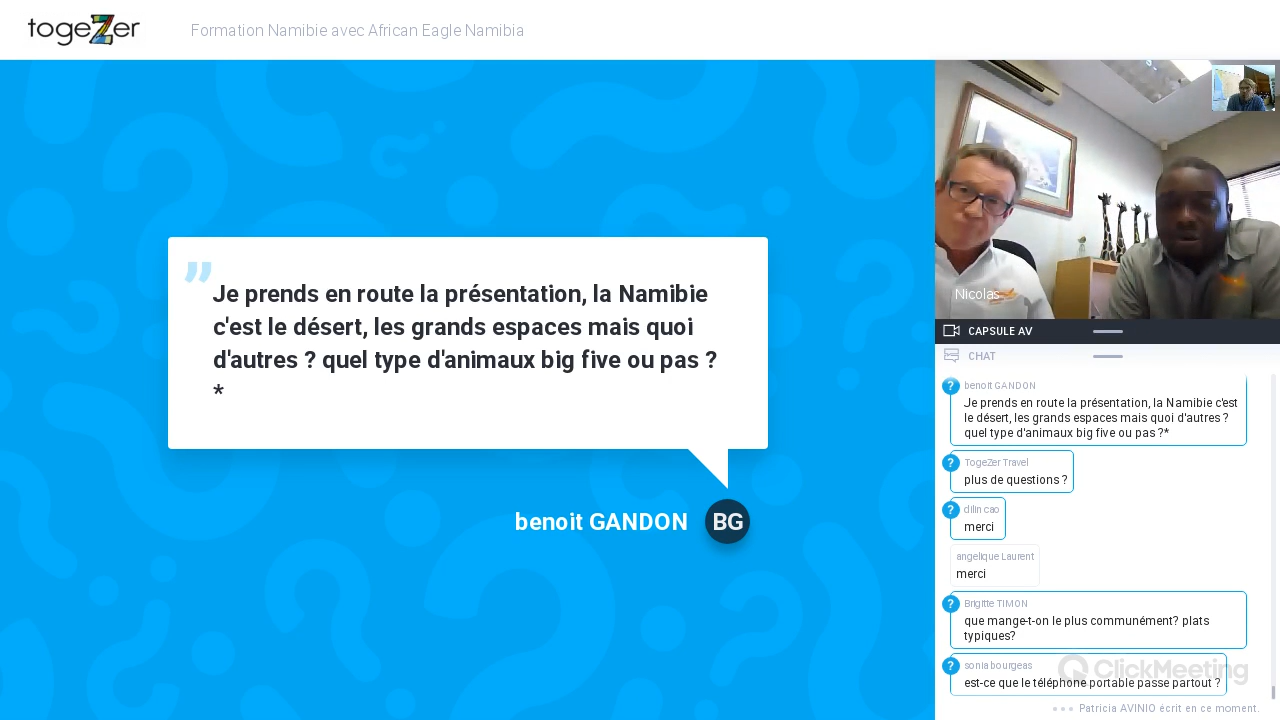 togeZer
Formation Namibie avec African Eagle Namibia
”
Je prends en route la présentation, la Namibie
c'est le désert, les grands espaces mais quoi
d'autres ? quel type d'animaux big five ou pas ?
*
benoit GANDON
BG
Nicolas
CAPSULE AV
CHAT
?
benoit GANDON
Je prends en route la présentation, la Namibie c'est
le désert, les grands espaces mais quoi d'autres ?
quel type d'animaux big five ou pas ?*
?
TogeZer Travel
plus de questions ?
?
dilin cao
merci
angelique Laurent
merci
?
Brigitte TIMON
que mange-t-on le plus communément? plats
typiques?
?
sonia bourgeas
est-ce que le téléphone portable passe partout ?
ClickMeeting
Patricia AVINIO écrit en ce moment.